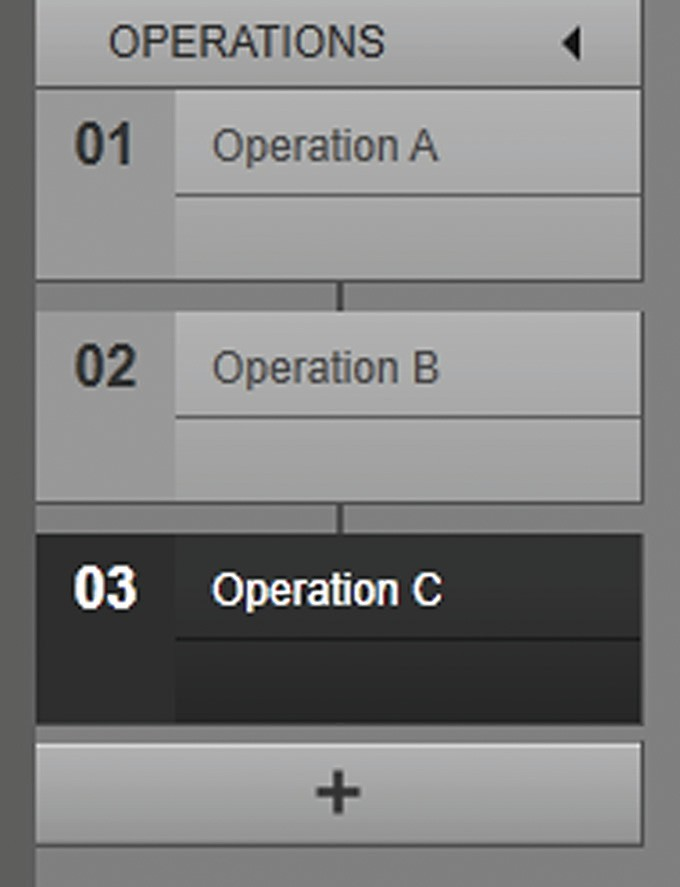 OPERATIONS
01 Operation A
02 Operation B
03 Operation C
+